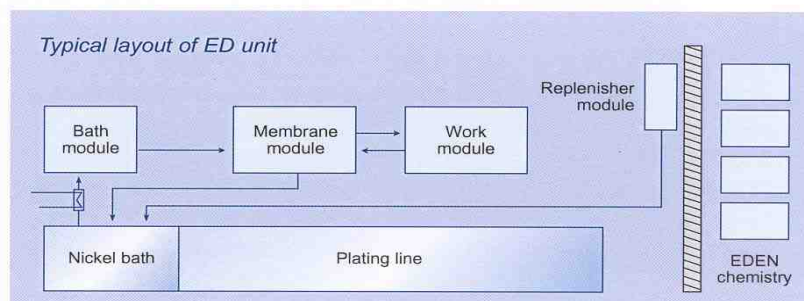 Typical layout of ED unit
Replenisher
module
Bath
module
Membrane
module
Work
module
Nickel bath
Plating line
EDEN
chemistry